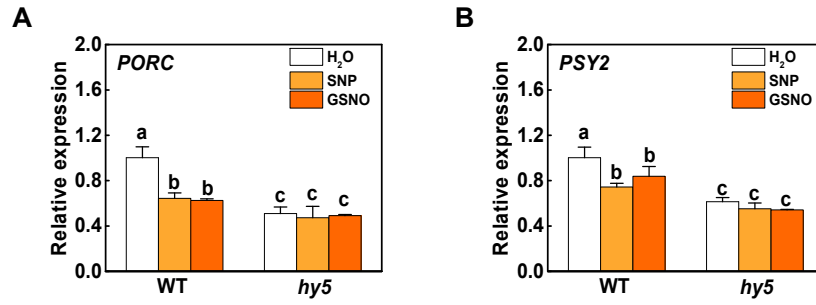 A
PORC
H₂O
SNP
GSNO
Relative expression
2.0
1.6
1.2
0.8
0.4
0.0
a
b
b
c
c
c
WT
hy5
B
PSY2
H₂O
SNP
GSNO
Relative expression
2.0
1.6
1.2
0.8
0.4
0.0
a
b
b
c
c
c
WT
hy5